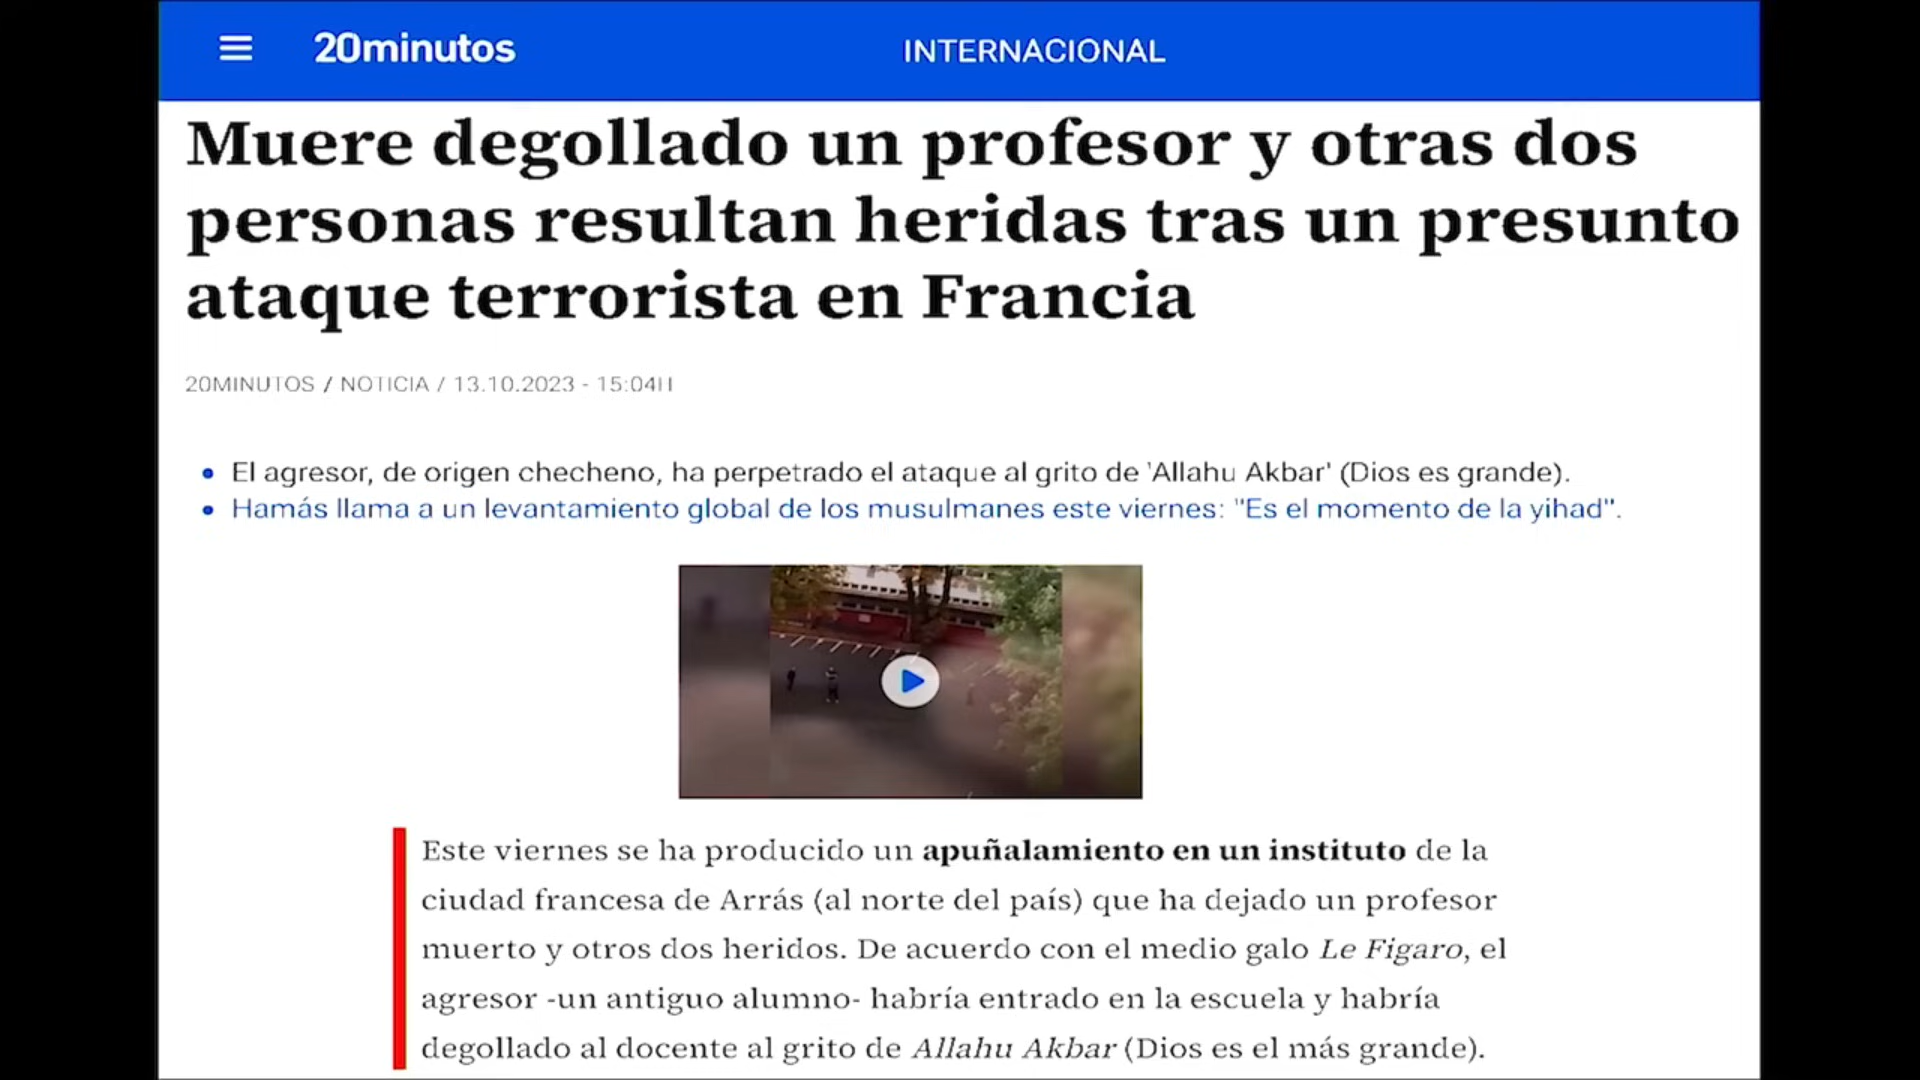 20minutos
INTERNACIONAL
Muere degollado un profesor y otras dos
personas resultan heridas tras un presunto
ataque terrorista en Francia
20MINUTOS / NOTICIA / 13.10.2023 - 15:04H
• El agresor, de origen checheno, ha perpetrado el ataque al grito de 'Allahu Akbar' (Dios es grande).
• Hamás llama a un levantamiento global de los musulmanes este viernes: "Es el momento de la yihad".
Este viernes se ha producido un apuñalamiento en un instituto de la
ciudad francesa de Arrás (al norte del país) que ha dejado un profesor
muerto y otros dos heridos. De acuerdo con el medio galo Le Figaro, el
agresor -un antiguo alumno- habría entrado en la escuela y habría
degollado al docente al grito de Allahu Akbar (Dios es el más grande).